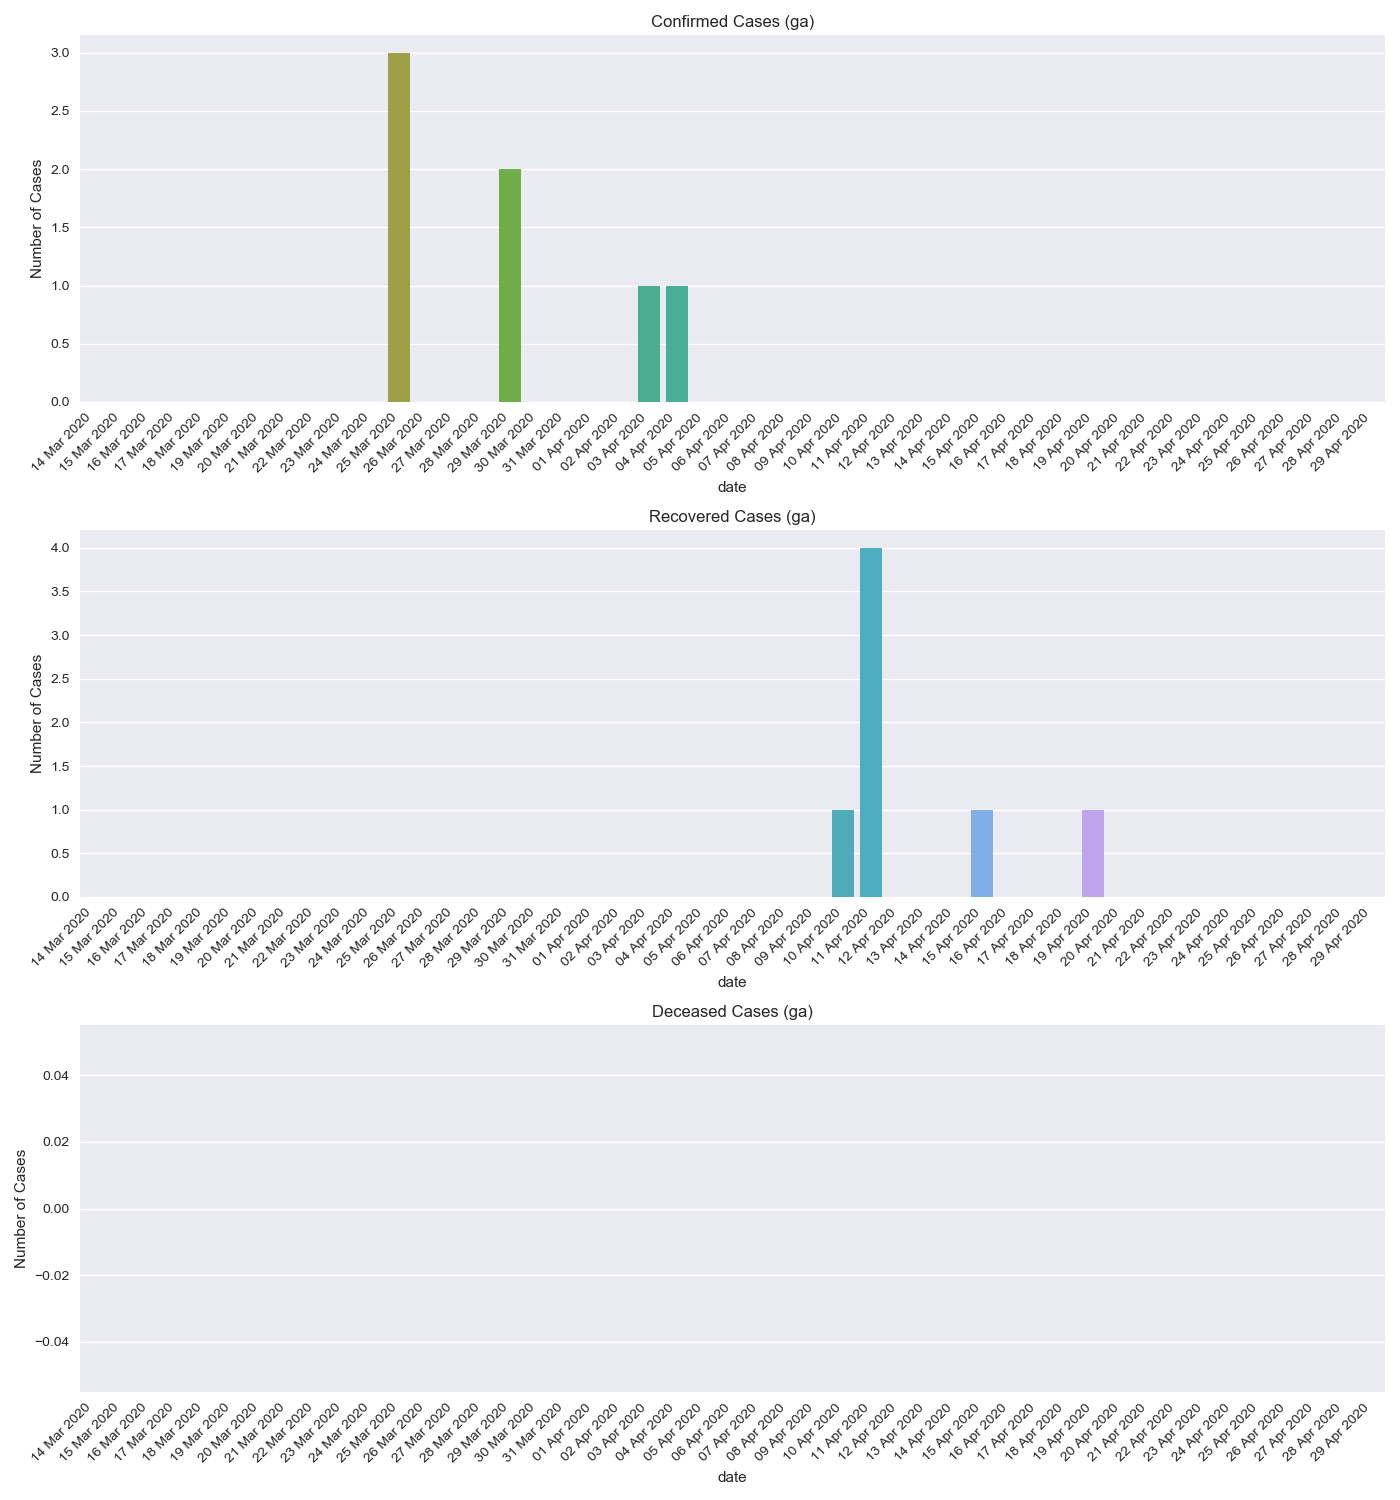 Confirmed Cases (ga)
3.0
2.5
2.0
1.5
1.0
0.5
0.0
Number of Cases
14 Mar 2020
15 Mar 2020
16 Mar 2020
17 Mar 2020
18 Mar 2020
19 Mar 2020
20 Mar 2020
21 Mar 2020
22 Mar 2020
23 Mar 2020
24 Mar 2020
25 Mar 2020
26 Mar 2020
27 Mar 2020
28 Mar 2020
29 Mar 2020
30 Mar 2020
31 Mar 2020
01 Apr 2020
02 Apr 2020
03 Apr 2020
04 Apr 2020
05 Apr 2020
06 Apr 2020
07 Apr 2020
08 Apr 2020
09 Apr 2020
10 Apr 2020
11 Apr 2020
12 Apr 2020
13 Apr 2020
14 Apr 2020
15 Apr 2020
16 Apr 2020
17 Apr 2020
18 Apr 2020
19 Apr 2020
20 Apr 2020
21 Apr 2020
22 Apr 2020
23 Apr 2020
24 Apr 2020
25 Apr 2020
26 Apr 2020
27 Apr 2020
28 Apr 2020
29 Apr 2020
date
Recovered Cases (ga)
4.0
3.5
3.0
2.5
2.0
1.5
1.0
0.5
0.0
Number of Cases
14 Mar 2020
15 Mar 2020
16 Mar 2020
17 Mar 2020
18 Mar 2020
19 Mar 2020
20 Mar 2020
21 Mar 2020
22 Mar 2020
23 Mar 2020
24 Mar 2020
25 Mar 2020
26 Mar 2020
27 Mar 2020
28 Mar 2020
29 Mar 2020
30 Mar 2020
31 Mar 2020
01 Apr 2020
02 Apr 2020
03 Apr 2020
04 Apr 2020
05 Apr 2020
06 Apr 2020
07 Apr 2020
08 Apr 2020
09 Apr 2020
10 Apr 2020
11 Apr 2020
12 Apr 2020
13 Apr 2020
14 Apr 2020
15 Apr 2020
16 Apr 2020
17 Apr 2020
18 Apr 2020
19 Apr 2020
20 Apr 2020
21 Apr 2020
22 Apr 2020
23 Apr 2020
24 Apr 2020
25 Apr 2020
26 Apr 2020
27 Apr 2020
28 Apr 2020
29 Apr 2020
date
Deceased Cases (ga)
0.04
0.02
0.00
−0.02
−0.04
Number of Cases
14 Mar 2020
15 Mar 2020
16 Mar 2020
17 Mar 2020
18 Mar 2020
19 Mar 2020
20 Mar 2020
21 Mar 2020
22 Mar 2020
23 Mar 2020
24 Mar 2020
25 Mar 2020
26 Mar 2020
27 Mar 2020
28 Mar 2020
29 Mar 2020
30 Mar 2020
31 Mar 2020
01 Apr 2020
02 Apr 2020
03 Apr 2020
04 Apr 2020
05 Apr 2020
06 Apr 2020
07 Apr 2020
08 Apr 2020
09 Apr 2020
10 Apr 2020
11 Apr 2020
12 Apr 2020
13 Apr 2020
14 Apr 2020
15 Apr 2020
16 Apr 2020
17 Apr 2020
18 Apr 2020
19 Apr 2020
20 Apr 2020
21 Apr 2020
22 Apr 2020
23 Apr 2020
24 Apr 2020
25 Apr 2020
26 Apr 2020
27 Apr 2020
28 Apr 2020
29 Apr 2020
date